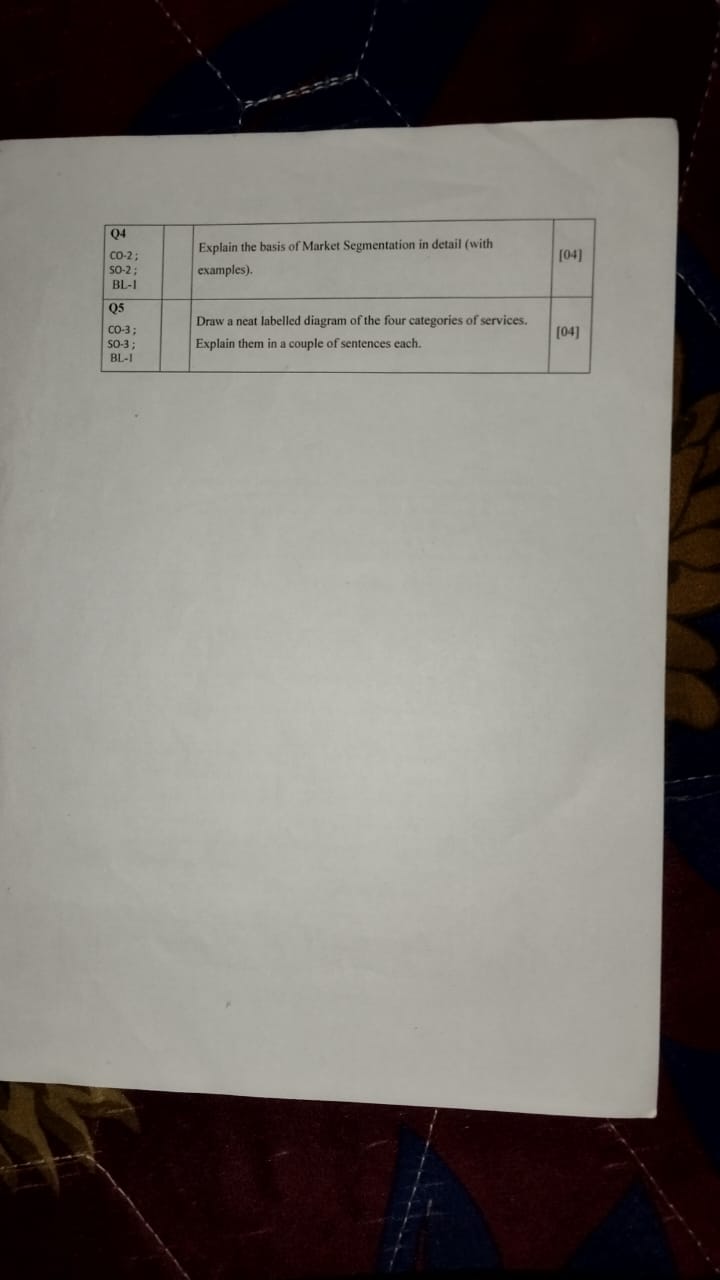 Q4
CO-2 ;
SO-2 ;
BL-1
Explain the basis of Market Segmentation in detail (with
examples).
[04]
Q5
CO-3 ;
SO-3 ;
BL-1
Draw a neat labelled diagram of the four categories of services.
Explain them in a couple of sentences each.
[04]